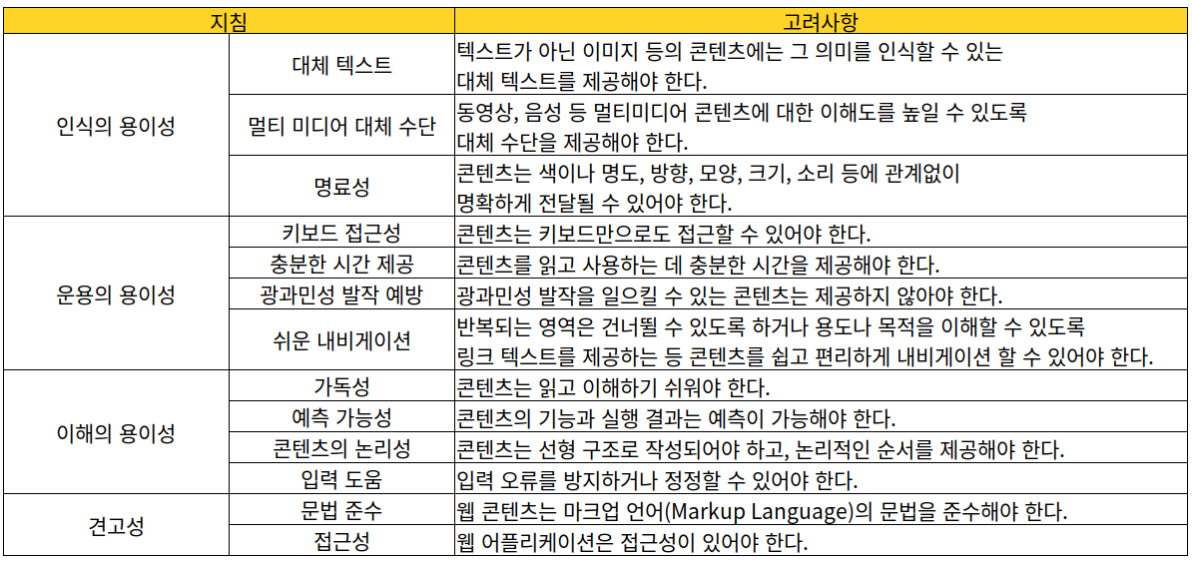 지침 고려사항
인식의 용이성
대체 텍스트
텍스트가 아닌 이미지 등의 콘텐츠에는 그 의미를 인식할 수 있는
대체 텍스트를 제공해야 한다.
멀티 미디어 대체 수단
동영상, 음성 등 멀티미디어 콘텐츠에 대한 이해도를 높일 수 있도록
대체 수단을 제공해야 한다.
명료성
콘텐츠는 색이나 명도, 방향, 모양, 크기, 소리 등에 관계없이
명확하게 전달될 수 있어야 한다.
운용의 용이성
키보드 접근성 콘텐츠는 키보드만으로도 접근할 수 있어야 한다.
충분한 시간 제공 콘텐츠를 읽고 사용하는 데 충분한 시간을 제공해야 한다.
광과민성 발작 예방 광과민성 발작을 일으킬 수 있는 콘텐츠는 제공하지 않아야 한다.
쉬운 내비게이션
반복되는 영역은 건너뛸 수 있도록 하거나 용도나 목적을 이해할 수 있도록
링크 텍스트를 제공하는 등 콘텐츠를 쉽고 편리하게 내비게이션 할 수 있어야 한다.
이해의 용이성
가독성 콘텐츠는 읽고 이해하기 쉬워야 한다.
예측 가능성 콘텐츠의 기능과 실행 결과는 예측이 가능해야 한다.
콘텐츠의 논리성 콘텐츠는 선형 구조로 작성되어야 하고, 논리적인 순서를 제공해야 한다.
입력 도움 입력 오류를 방지하거나 정정할 수 있어야 한다.
견고성
문법 준수 웹 콘텐츠는 마크업 언어(Markup Language)의 문법을 준수해야 한다.
접근성 웹 어플리케이션은 접근성이 있어야 한다.